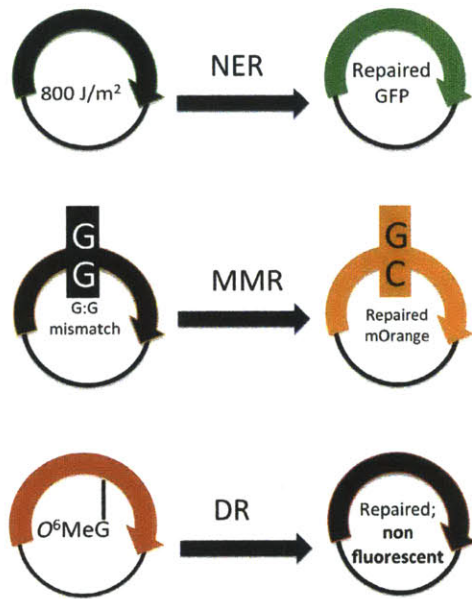 NER
800 J/m²
Repaired
GFP
G
G
G:G
mismatch
MMR
G
C
Repaired
mOrange
O⁶MeG
DR
Repaired;
non
fluorescent